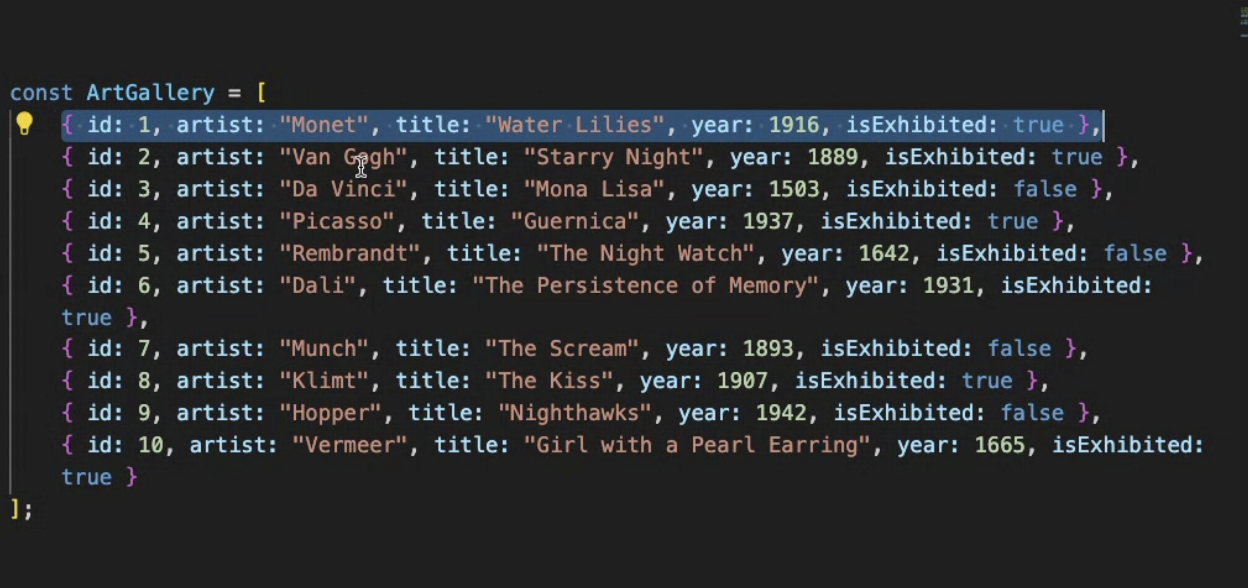 const ArtGallery = [
{ id: 1, artist: "Monet", title: "Water Lilies", year: 1916, isExhibited: true },
{ id: 2, artist: "Van Gogh", title: "Starry Night", year: 1889, isExhibited: true },
{ id: 3, artist: "Da Vinci", title: "Mona Lisa", year: 1503, isExhibited: false },
{ id: 4, artist: "Picasso", title: "Guernica", year: 1937, isExhibited: true },
{ id: 5, artist: "Rembrandt", title: "The Night Watch", year: 1642, isExhibited: false },
{ id: 6, artist: "Dali", title: "The Persistence of Memory", year: 1931, isExhibited:
true },
{ id: 7, artist: "Munch", title: "The Scream", year: 1893, isExhibited: false },
{ id: 8, artist: "Klimt", title: "The Kiss", year: 1907, isExhibited: true },
{ id: 9, artist: "Hopper", title: "Nighthawks", year: 1942, isExhibited: false },
{ id: 10, artist: "Vermeer", title: "Girl with a Pearl Earring", year: 1665, isExhibited:
true }
];